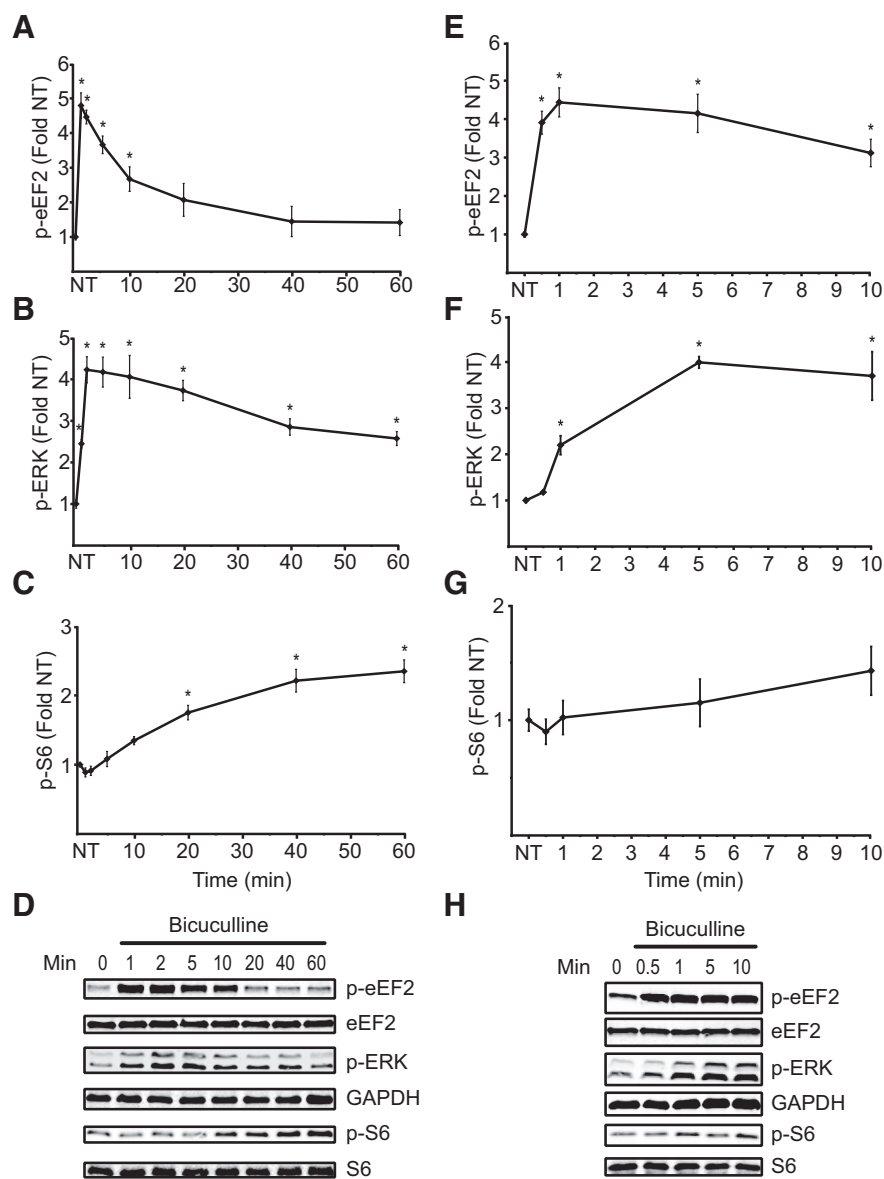 A
p-eEF2 (Fold NT)
6
5
4
3
2
1
* * * *
NT 10 20 30 40 50 60
B
p-ERK (Fold NT)
5
4
3
2
1
* * * * * * *
NT 10 20 30 40 50 60
C
p-S6 (Fold NT)
3
2
1
* * *
NT 10 20 30 40 50 60
Time (min)
D
Bicuculline
Min 0 1 2 5 10 20 40 60
p-eEF2
eEF2
p-ERK
GAPDH
p-S6
S6
E
p-eEF2 (Fold NT)
6
5
4
3
2
1
* * * *
NT 1 2 3 4 5 6 7 8 9 10
F
p-ERK (Fold NT)
5
4
3
2
1
* * *
NT 1 2 3 4 5 6 7 8 9 10
G
p-S6 (Fold NT)
2
1
NT 1 2 3 4 5 6 7 8 9 10
Time (min)
H
Bicuculline
Min 0 0.5 1 5 10
p-eEF2
eEF2
p-ERK
GAPDH
p-S6
S6